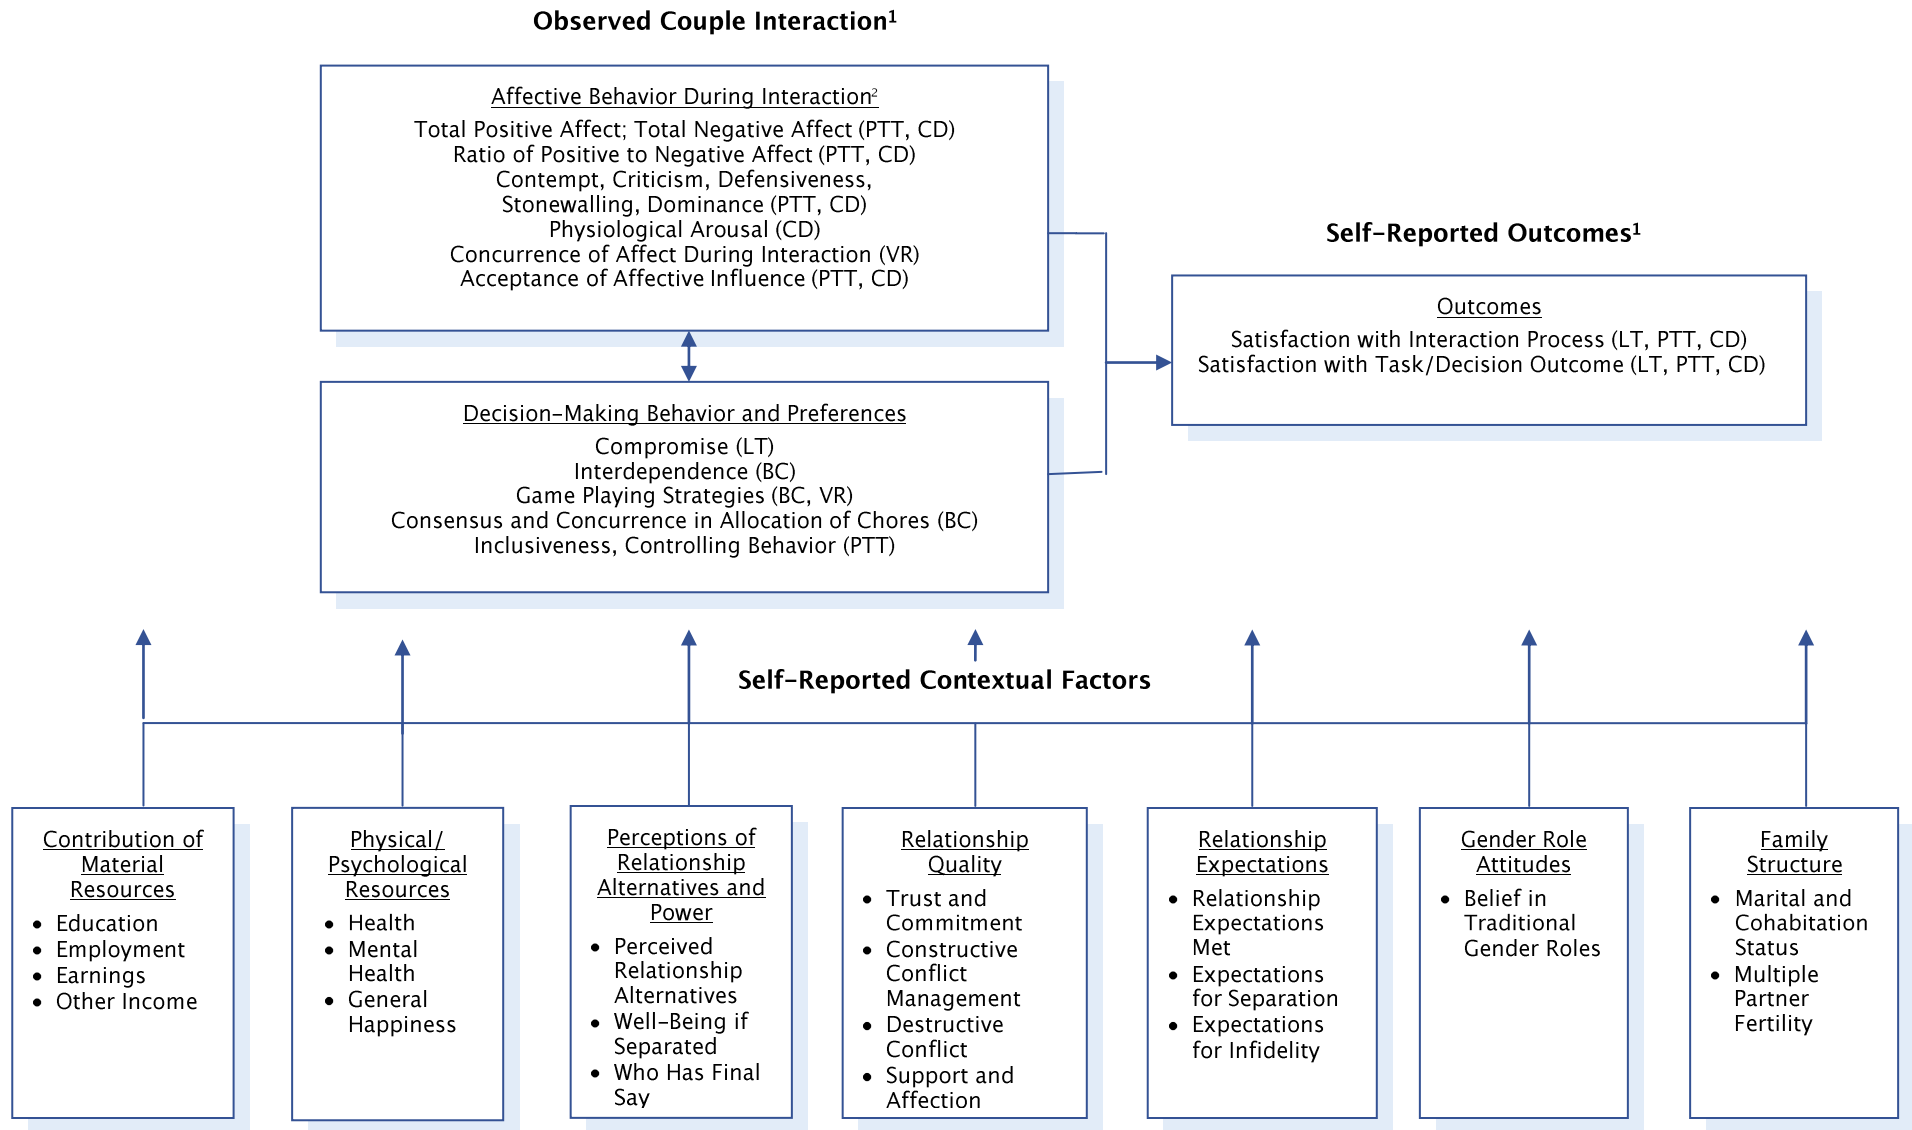 Observed Couple Interaction¹
Affective Behavior During Interaction²
Total Positive Affect; Total Negative Affect (PTT, CD)
Ratio of Positive to Negative Affect (PTT, CD)
Contempt, Criticism, Defensiveness,
Stonewalling, Dominance (PTT, CD)
Physiological Arousal (CD)
Concurrence of Affect During Interaction (VR)
Acceptance of Affective Influence (PTT, CD)
Decision-Making Behavior and Preferences
Compromise (LT)
Interdependence (BC)
Game Playing Strategies (BC, VR)
Consensus and Concurrence in Allocation of Chores (BC)
Inclusiveness, Controlling Behavior (PTT)
Self-Reported Outcomes¹
Outcomes
Satisfaction with Interaction Process (LT, PTT, CD)
Satisfaction with Task/Decision Outcome (LT, PTT, CD)
Self-Reported Contextual Factors
Contribution of
Material
Resources
• Education
• Employment
• Earnings
• Other Income
Physical/
Psychological
Resources
• Health
• Mental
Health
• General
Happiness
Perceptions of
Relationship
Alternatives and
Power
• Perceived
Relationship
Alternatives
• Well-Being if
Separated
• Who Has Final
Say
Relationship
Quality
• Trust and
Commitment
• Constructive
Conflict
Management
• Destructive
Conflict
• Support and
Affection
Relationship
Expectations
• Relationship
Expectations
Met
• Expectations
for Separation
• Expectations
for Infidelity
Gender Role
Attitudes
• Belief in
Traditional
Gender Roles
Family
Structure
• Marital and
Cohabitation
Status
• Multiple
Partner
Fertility